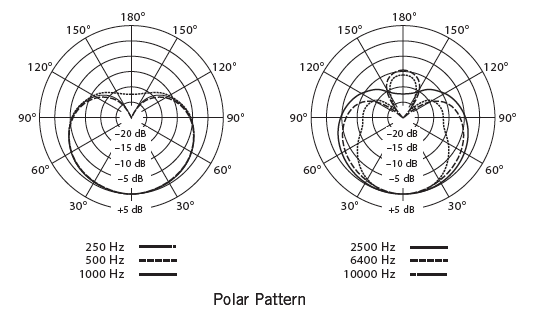 180° 180°
150° 150° 150° 150°
120° 120° 120° 120°
90° 90° 90° 90°
–20 dB –20 dB
–15 dB –15 dB
–10 dB –10 dB
60° 60° 60° 60°
–5 dB –5 dB
30° 30° 30° 30°
+5 dB +5 dB
250 Hz 2500 Hz
500 Hz 6400 Hz
1000 Hz 10000 Hz
Polar Pattern